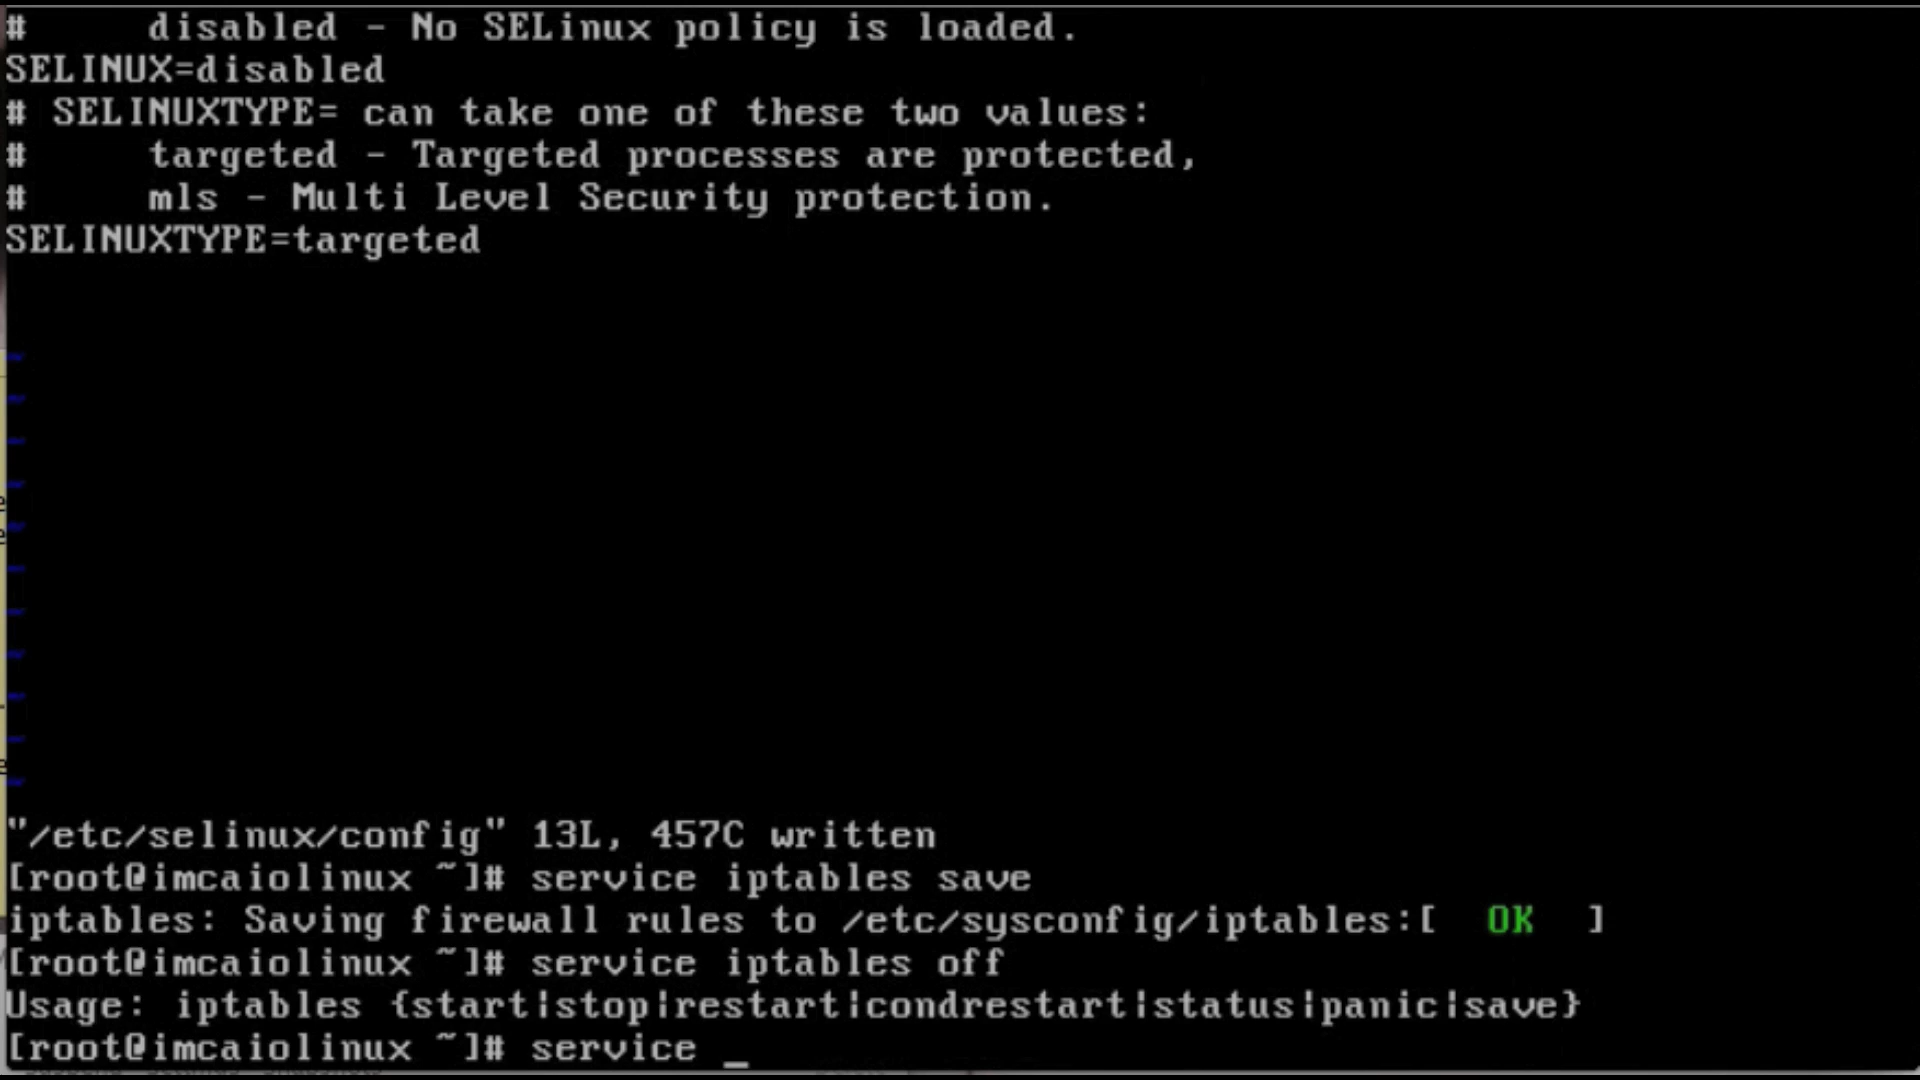 #      disabled - No SELinux policy is loaded.
SELINUX=disabled
# SELINUXTYPE= can take one of these two values:
#      targeted - Targeted processes are protected,
#      mls - Multi Level Security protection.
SELINUXTYPE=targeted
~
~
~
~
~
~
~
~
~
~
~
"/etc/selinux/config" 13L, 457C written
[root@imcaiolinux ~]# service iptables save
iptables: Saving firewall rules to /etc/sysconfig/iptables:[  OK  ]
[root@imcaiolinux ~]# service iptables off
Usage: iptables {start|stop|restart|condrestart|status|panic|save}
[root@imcaiolinux ~]# service _